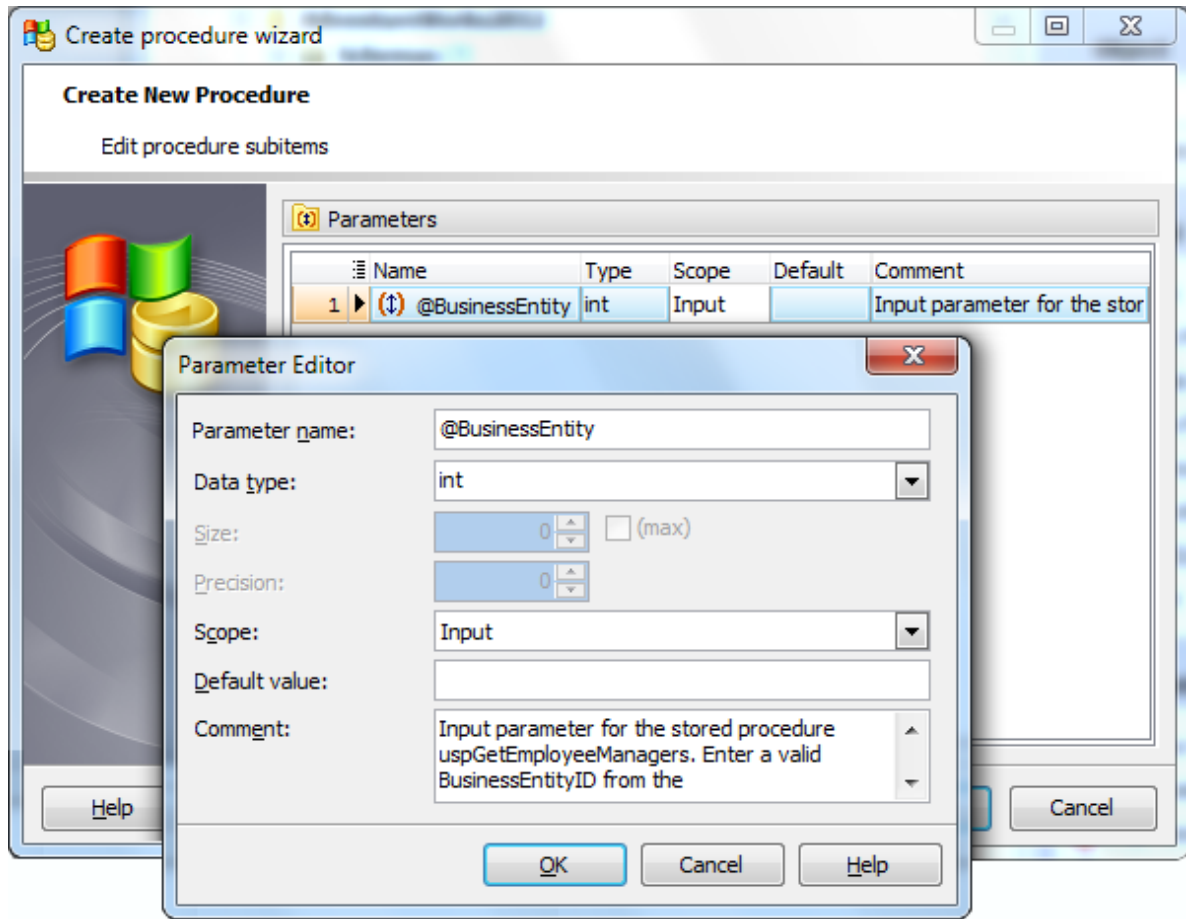 Create procedure wizard
Create New Procedure
Edit procedure subitems
Parameters
Name Type Scope Default Comment
1 @BusinessEntity int Input Input parameter for the stor
Parameter Editor
Parameter name: @BusinessEntity
Data type: int
Size: 0 (max)
Precision: 0
Scope: Input
Default value:
Comment: Input parameter for the stored procedure
uspGetEmployeeManagers. Enter a valid
BusinessEntityID from the
Help Cancel
OK Cancel Help